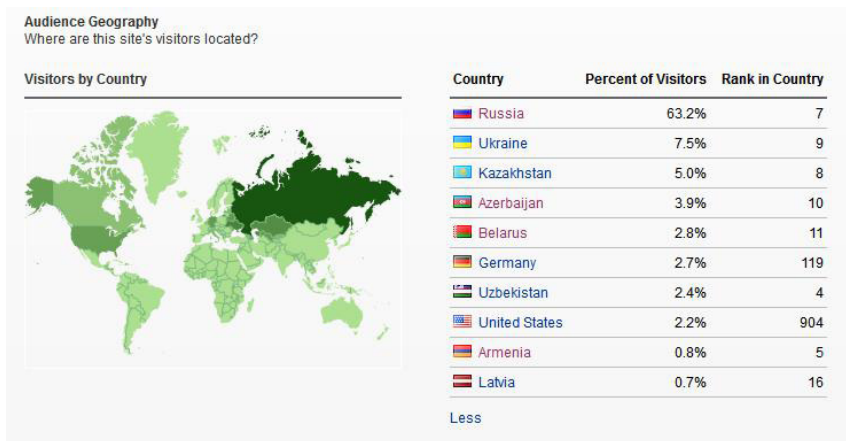 Audience Geography
Where are this site's visitors located?
Visitors by Country
Country Percent of Visitors Rank in Country
Russia 63.2% 7
Ukraine 7.5% 9
Kazakhstan 5.0% 8
Azerbaijan 3.9% 10
Belarus 2.8% 11
Germany 2.7% 119
Uzbekistan 2.4% 4
United States 2.2% 904
Armenia 0.8% 5
Latvia 0.7% 16
Less